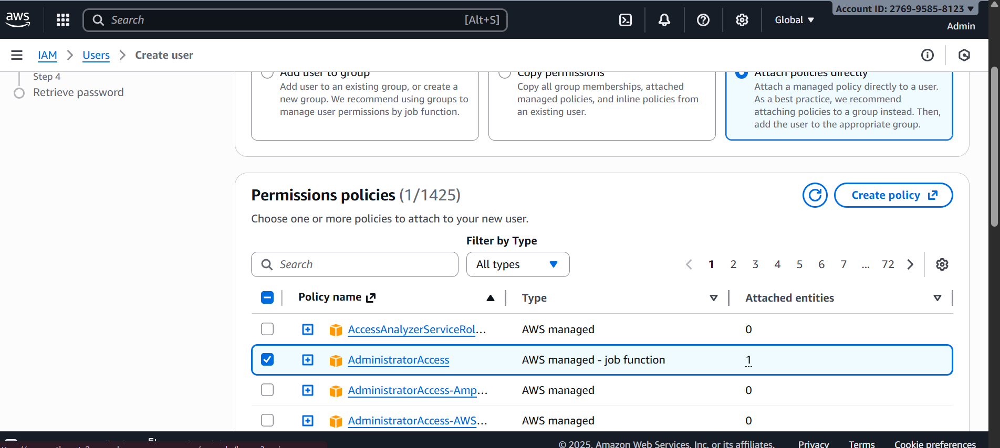 aws
Search
[Alt+S]
Global
Account ID: 2769-9585-8123
Admin
IAM
Users
Create user
Step 4
Retrieve password
Add user to group
Add user to an existing group, or create a
new group. We recommend using groups to
manage user permissions by job function.
Copy permissions
Copy all group memberships, attached
managed policies, and inline policies from
an existing user.
Attach policies directly
Attach a managed policy directly to a user.
As a best practice, we recommend
attaching policies to a group instead. Then,
add the user to the appropriate group.
Permissions policies (1/1425)
Create policy
Choose one or more policies to attach to your new user.
Filter by Type
Search
All types
1 2 3 4 5 6 7 ... 72
Policy name Type Attached entities
AccessAnalyzerServiceRol... AWS managed 0
AdministratorAccess AWS managed - job function 1
AdministratorAccess-Amp... AWS managed 0
AdministratorAccess-AWS... AWS managed 0
© 2025, Amazon Web Services, Inc. or its affiliates. Privacy Terms Cookie preferences